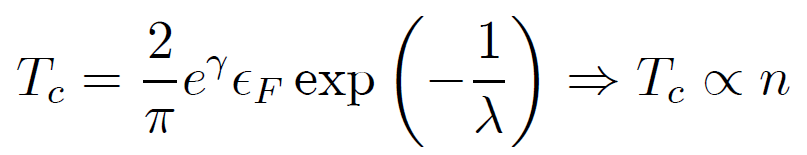 T_c = \frac{2}{\pi} e^{\gamma} \epsilon_F \exp\left(-\frac{1}{\lambda}\right) \Rightarrow T_c \propto n